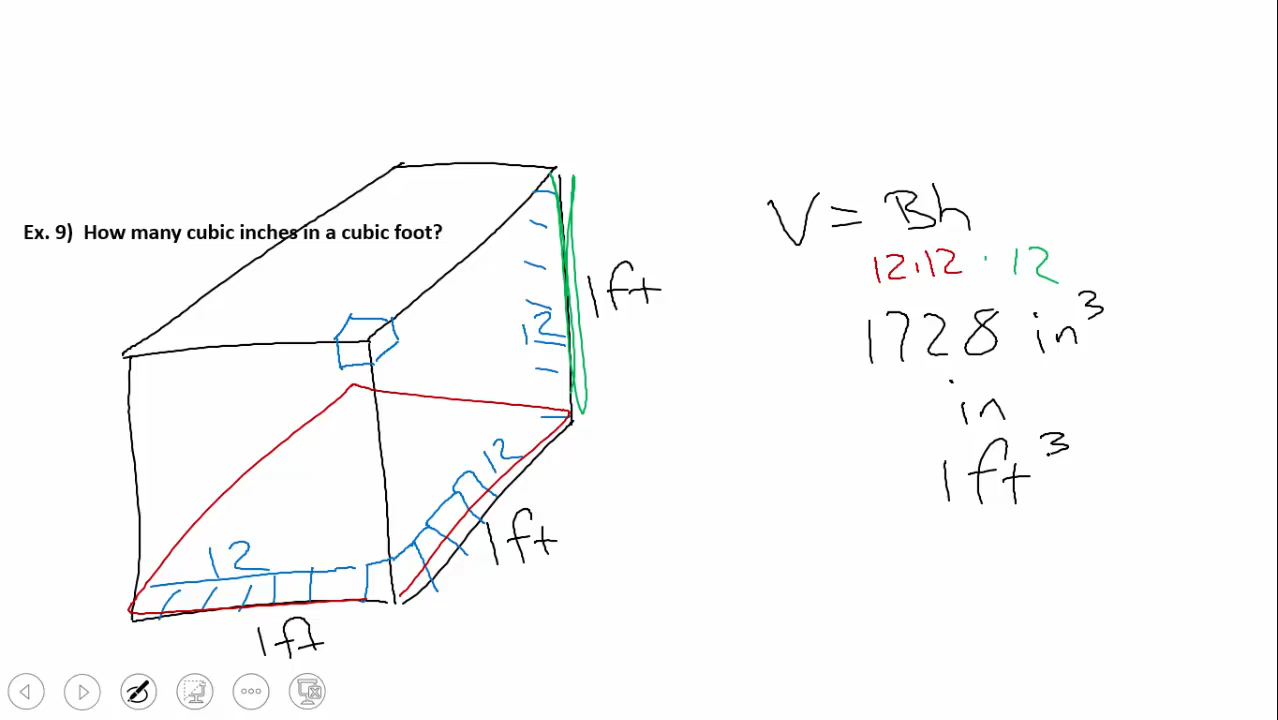 Ex. 9) How many cubic inches in a cubic foot?
V = Bh
12·12 · 12
1728 in³
in
1ft³
1ft
12
12
1ft
12
1ft